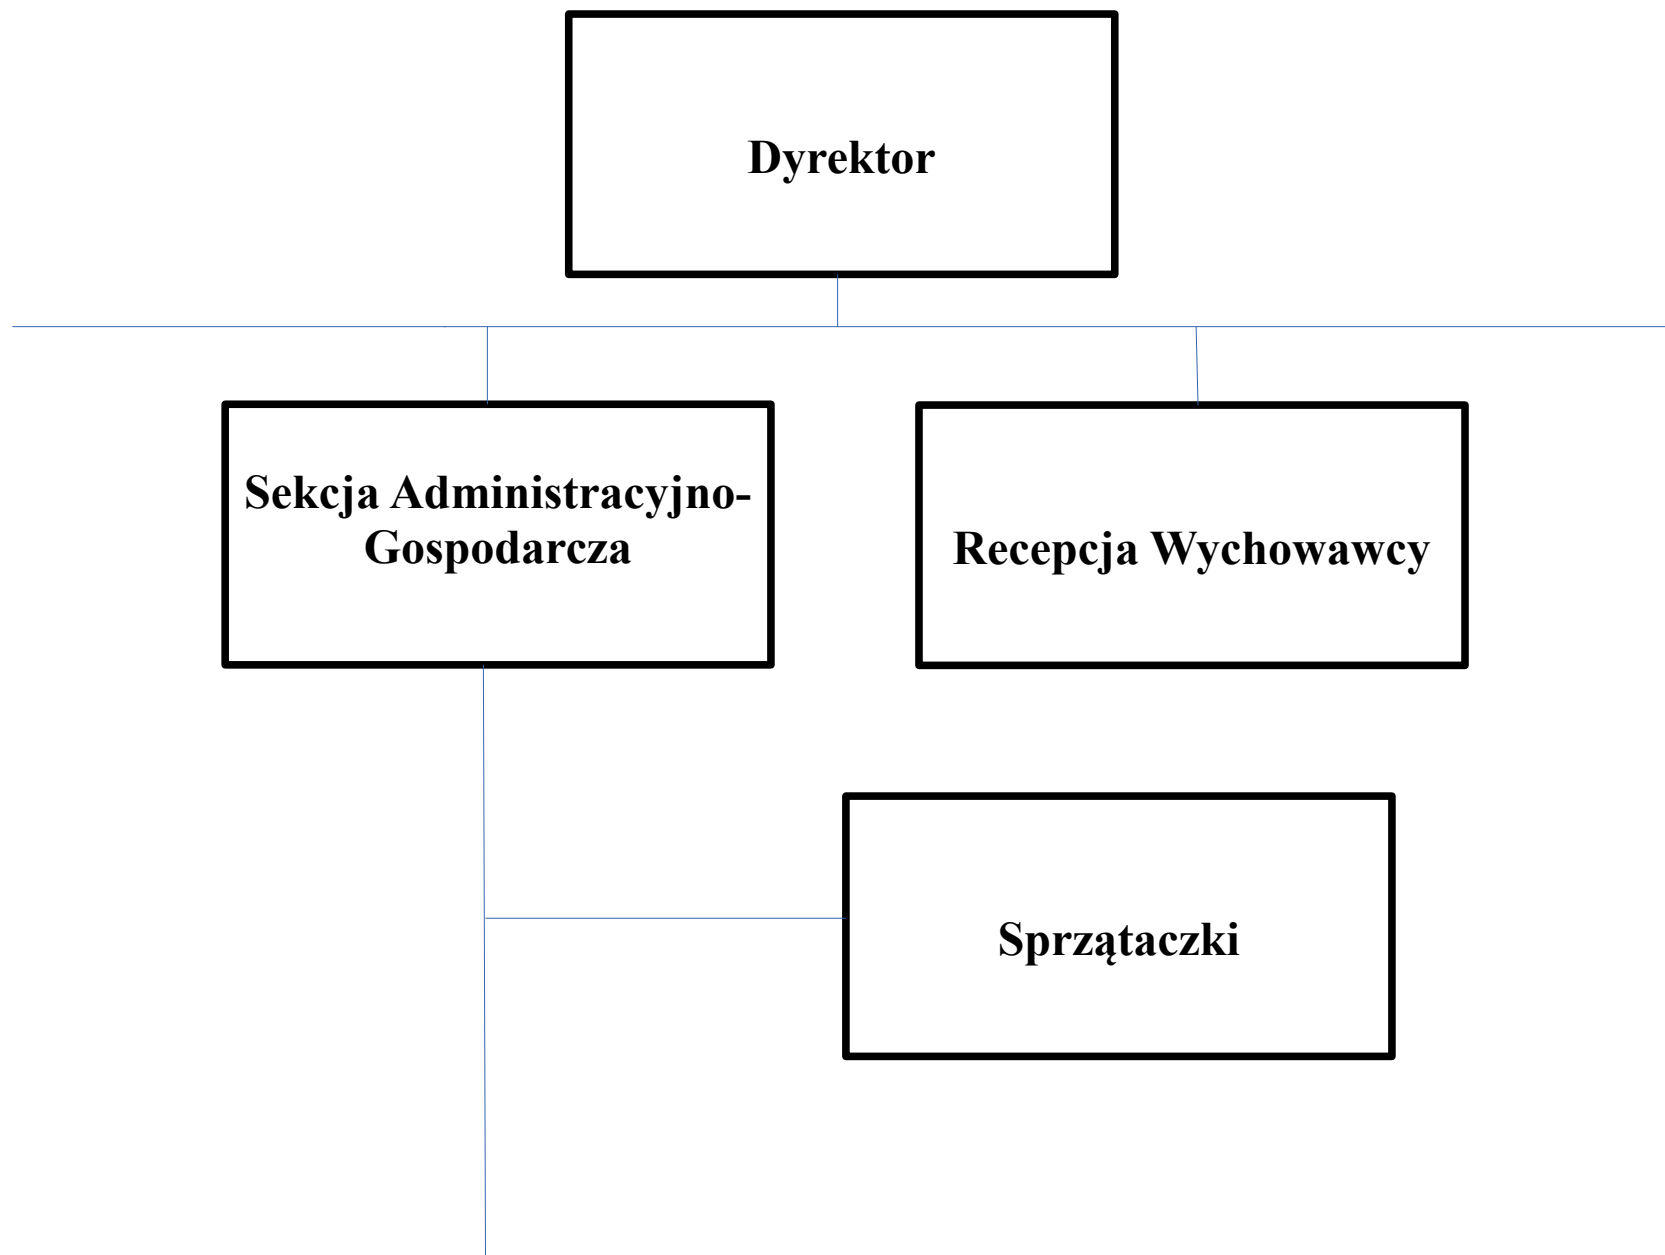 Dyrektor
Sekcja Administracyjno-
Gospodarcza
Recepcja Wychowawcy
Sprzątaczki